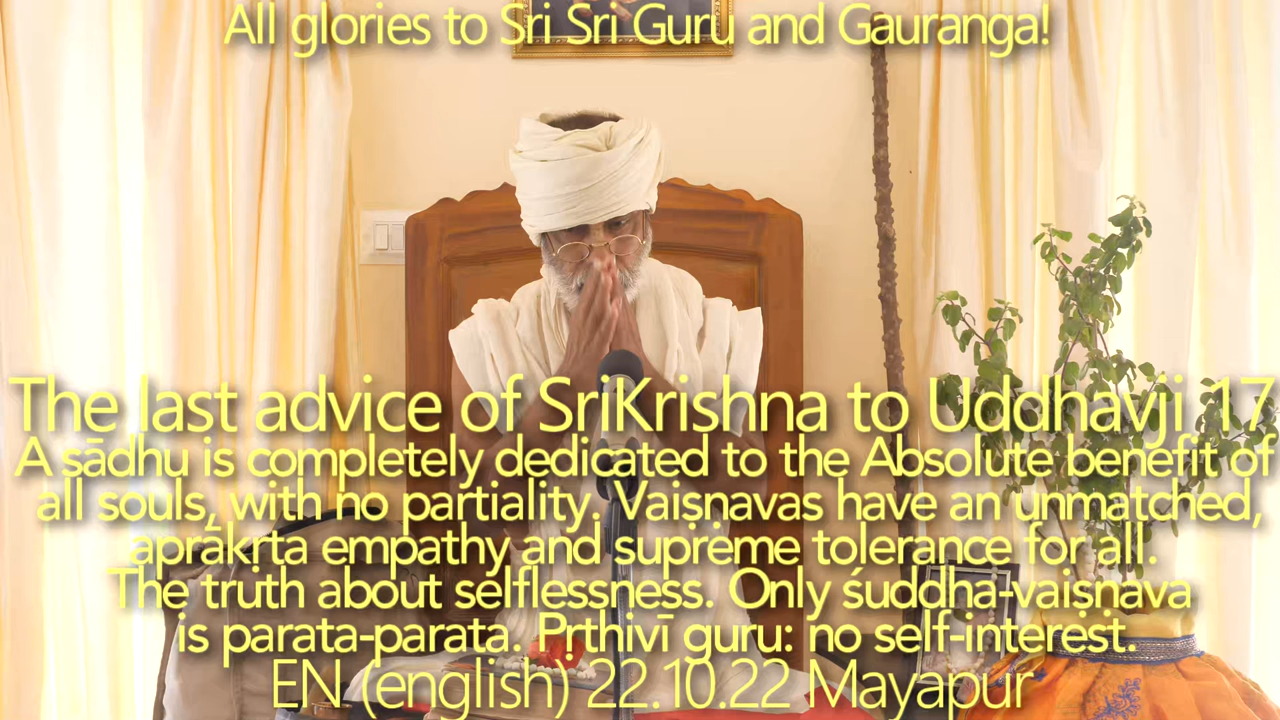 All glories to Sri Sri Guru and Gauranga!
The last advice of SriKrishna to Uddhavji 17
A sādhu is completely dedicated to the Absolute benefit of
all souls, with no partiality. Vaiṣṇavas have an unmatched,
aprākṛta empathy and supreme tolerance for all.
The truth about selflessness. Only śuddha-vaiṣṇava
is parata-parata. Pṛthivī guru: no self-interest.
EN (english) 22.10.22 Mayapur